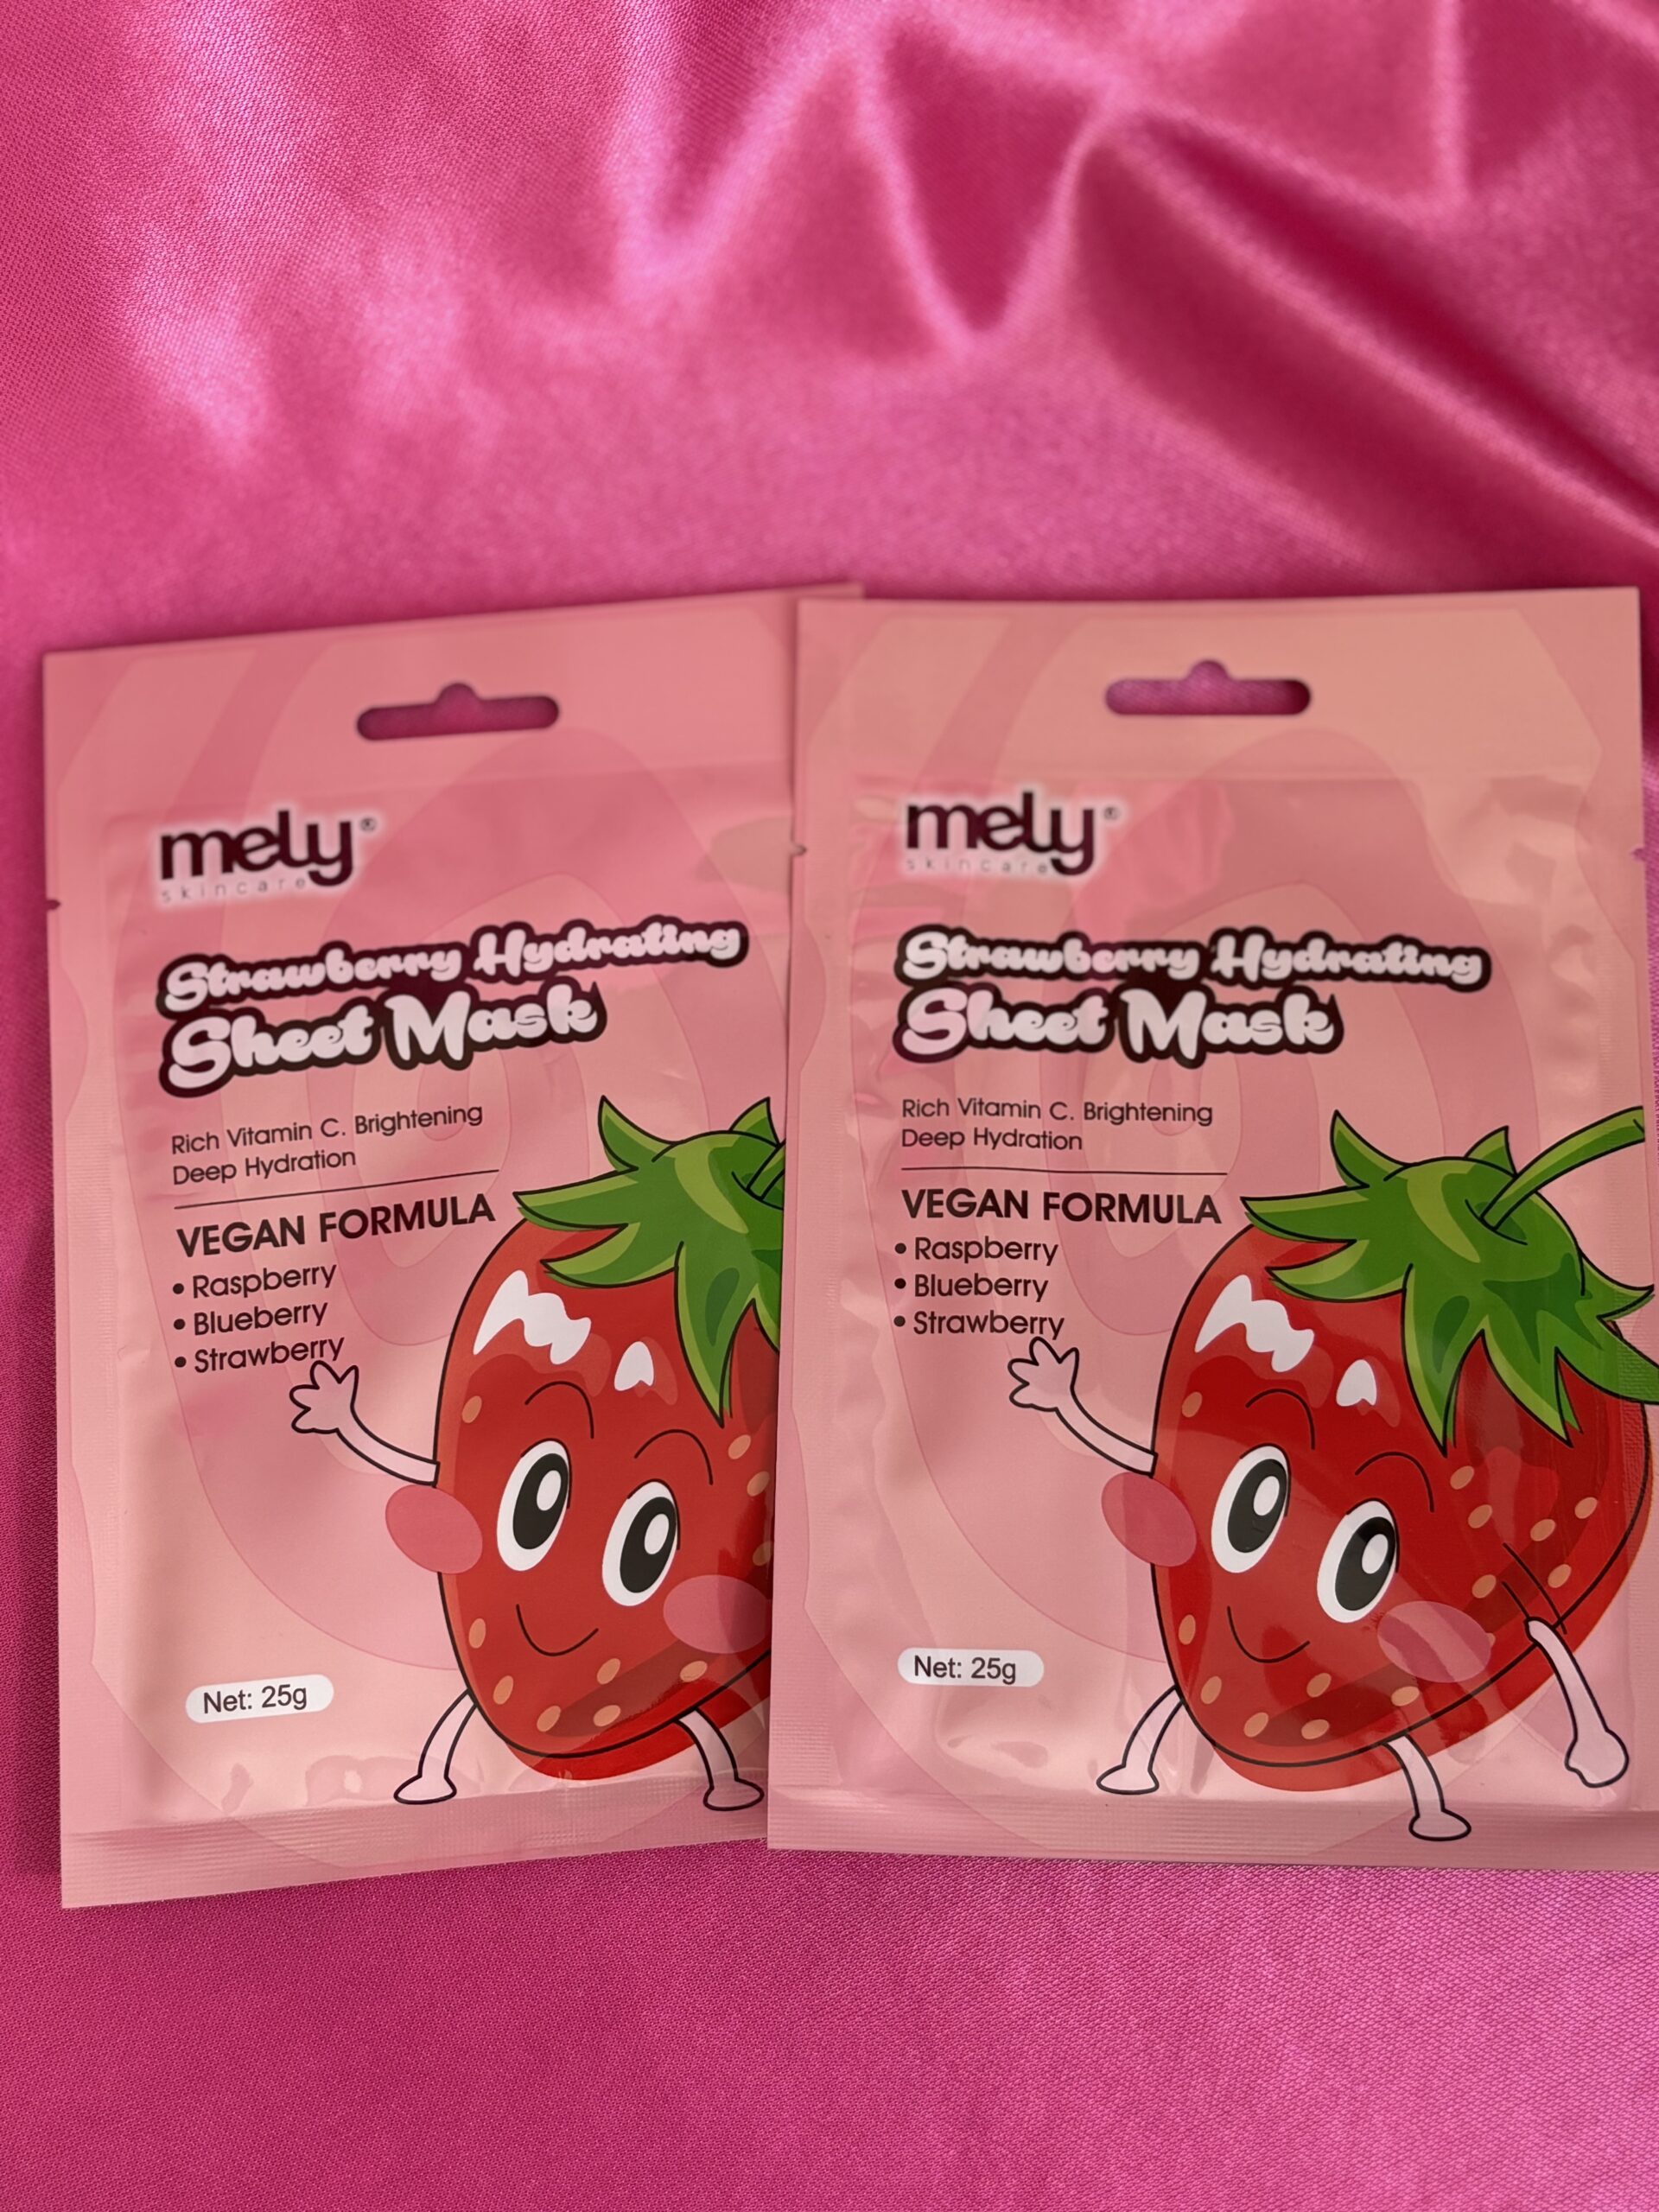 mely®
skincare
Strawberry Hydrating
Sheet Mask
Rich Vitamin C. Brightening
Deep Hydration
VEGAN FORMULA
• Raspberry
• Blueberry
• Strawberry
Net: 25g
mely®
skincare
Strawberry Hydrating
Sheet Mask
Rich Vitamin C. Brightening
Deep Hydration
VEGAN FORMULA
• Raspberry
• Blueberry
• Strawberry
Net: 25g